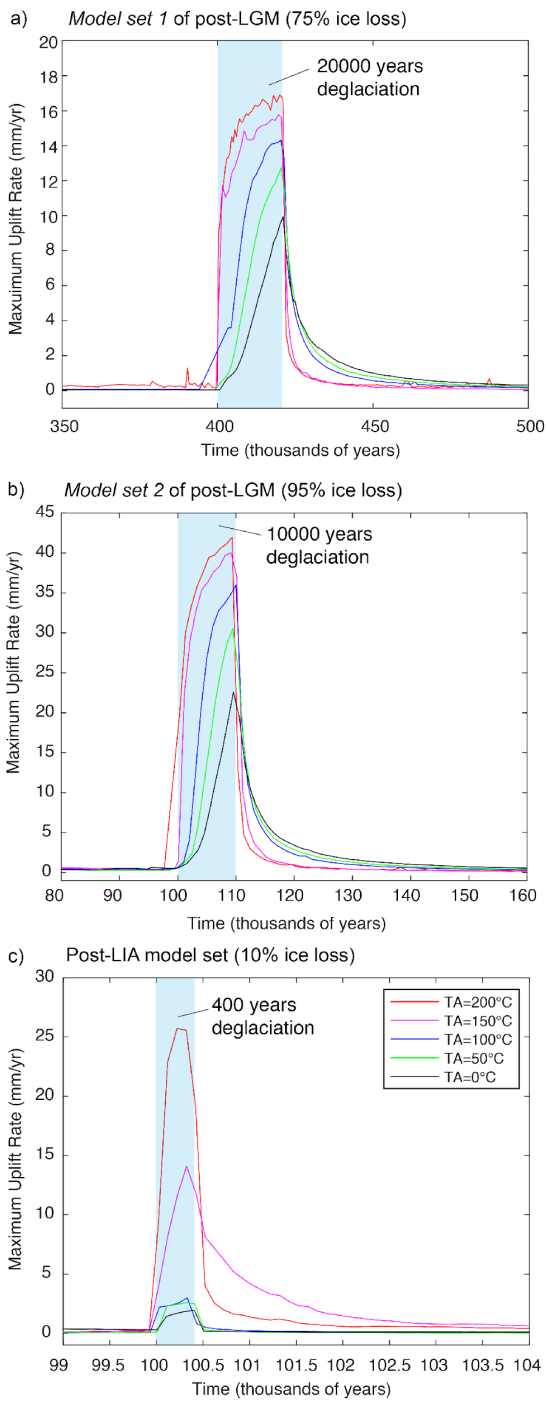 a) Model set 1 of post-LGM (75% ice loss)
20
18
16
14
12
10
8
6
4
2
0
Maxuimum Uplift Rate (mm/yr)
20000 years
deglaciation
350 400 450 500
Time (thousands of years)
b) Model set 2 of post-LGM (95% ice loss)
45
40
35
30
25
20
15
10
5
0
Maximum Uplift Rate (mm/yr)
10000 years
deglaciation
80 90 100 110 120 130 140 150 160
Time (thousands of years)
c) Post-LIA model set (10% ice loss)
30
25
20
15
10
5
0
Maximum Uplift Rate (mm/yr)
400 years
deglaciation
TA=200°C
TA=150°C
TA=100°C
TA=50°C
TA=0°C
99 99.5 100 100.5 101 101.5 102 102.5 103 103.5 104
Time (thousands of years)